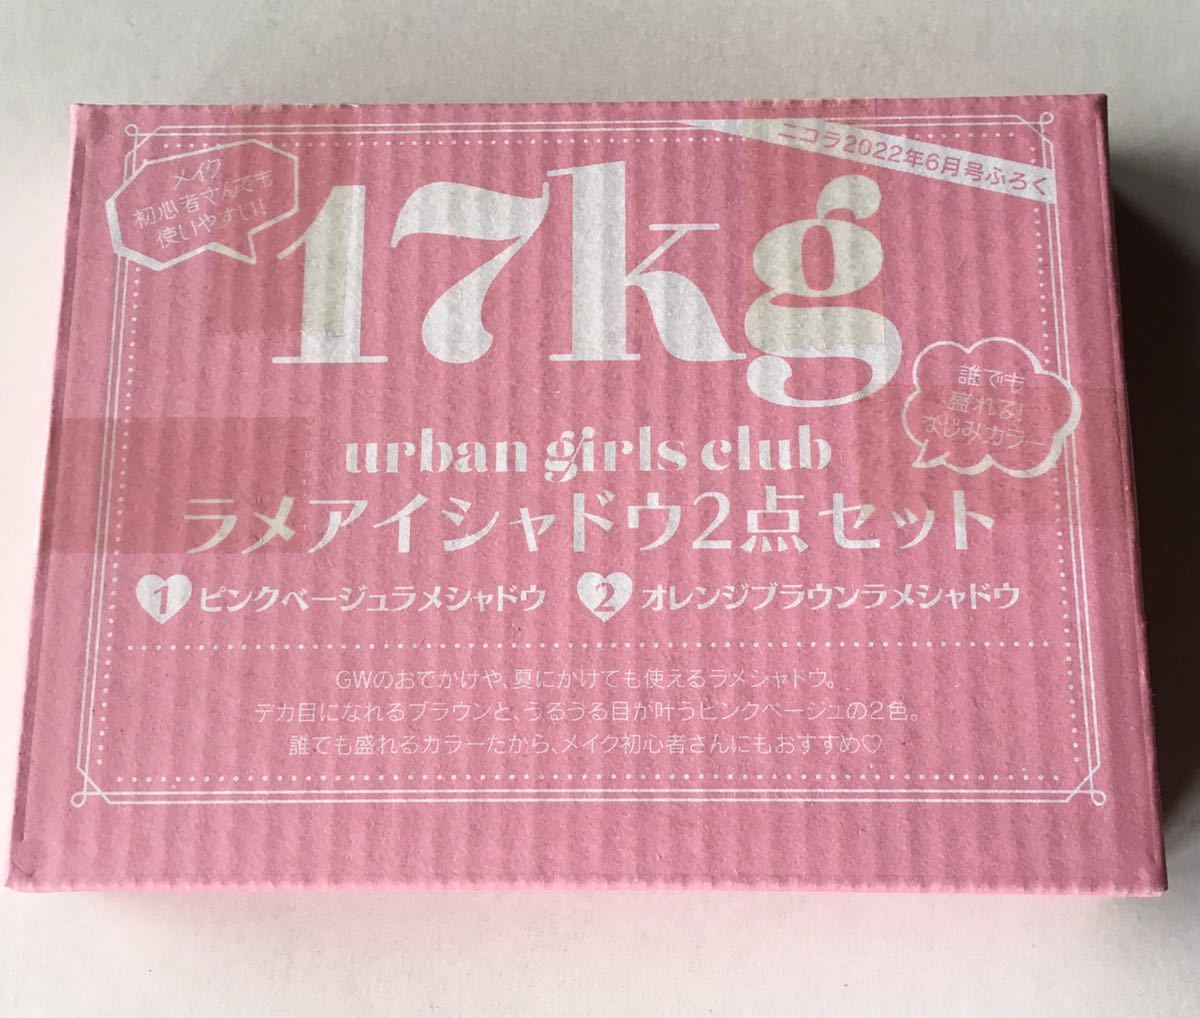 ニコラ2022年6月号ふろく
メイク
初心者さんでも
使いやすい!
17kg
誰でも
盛れる!
なじみカラー
urban girls club
ラメアイシャドウ2点セット
1 ピンクベージュラメシャドウ 2 オレンジブラウンラメシャドウ
GWのおでかけや、夏にかけても使えるラメシャドウ。
デカ目になれるブラウンと、うるうる目が叶うピンクベージュの2色。
誰でも盛れるカラーだから、メイク初心者さんにもおすすめ♡